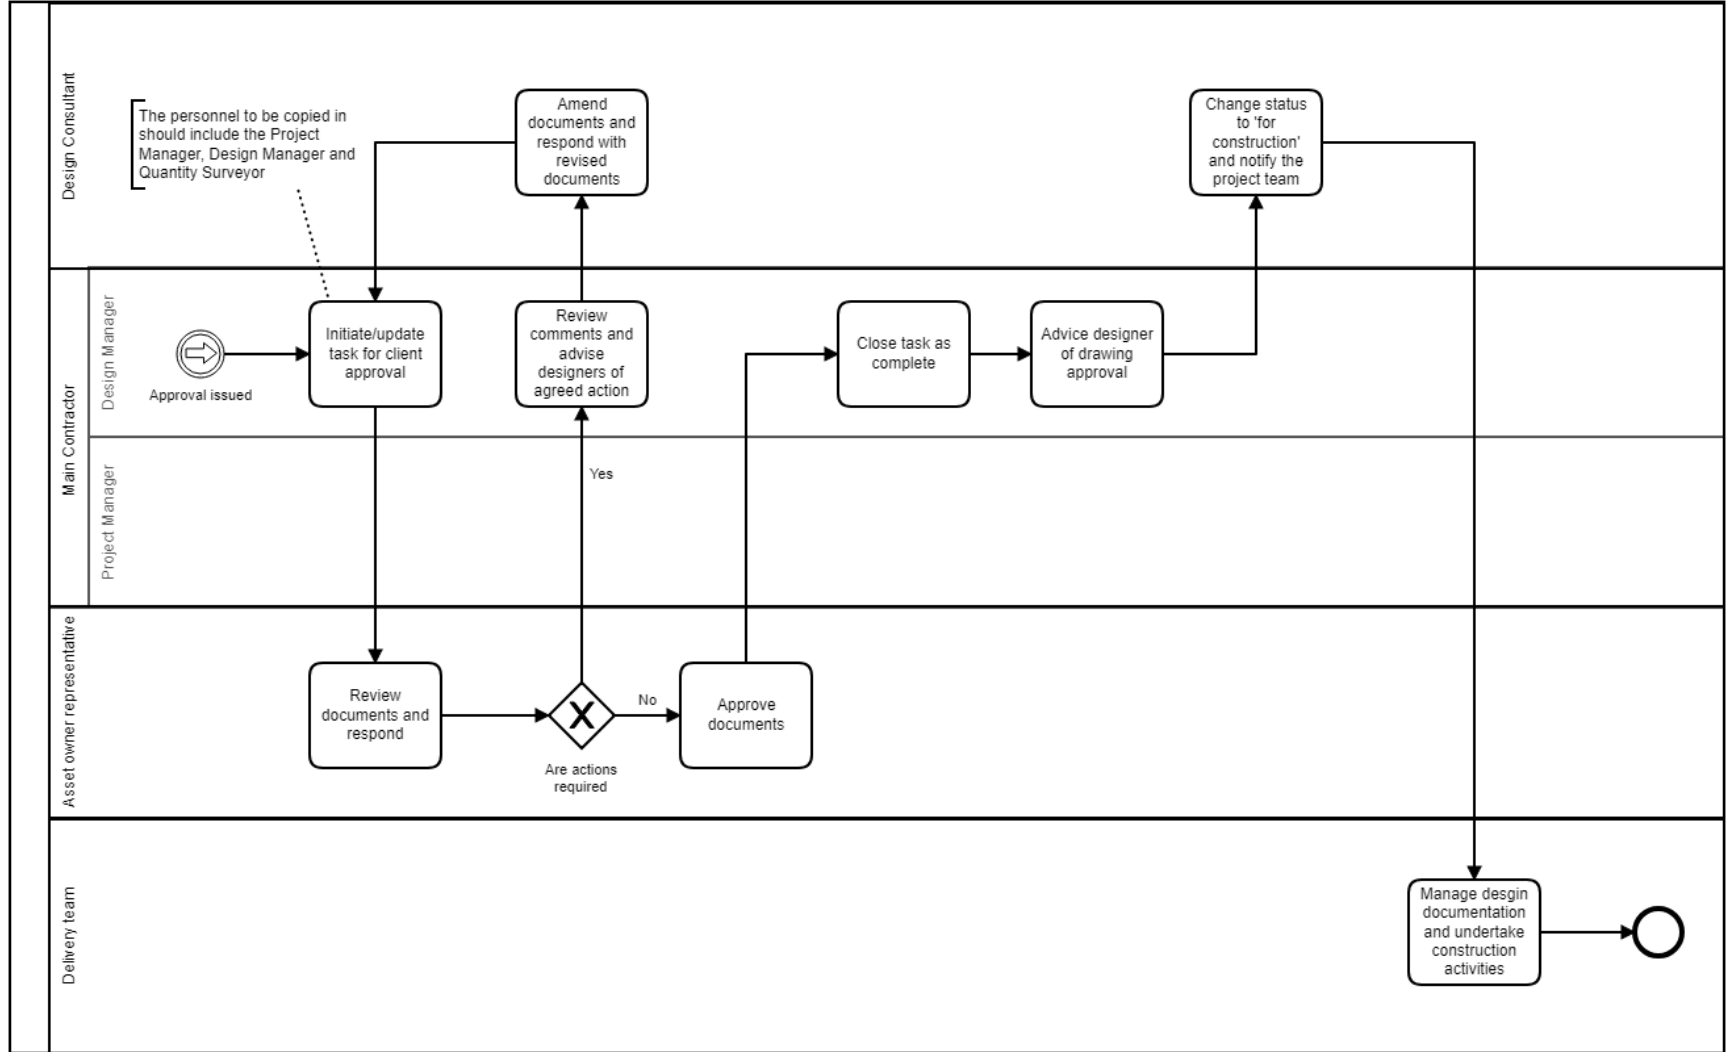 Design Consultant
The personnel to be copied in
should include the Project
Manager, Design Manager and
Quantity Surveyor
Amend
documents and
respond with
revised
documents
Change status
to 'for
construction'
and notify the
project team
Main Contractor
Design Manager
Approval issued
Initiate/update
task for client
approval
Review
comments and
advise
designers of
agreed action
Close task as
complete
Advice designer
of drawing
approval
Project Manager
Yes
Asset owner representative
Review
documents and
respond
Are actions
required
No
Approve
documents
Delivery team
Manage desgin
documentation
and undertake
construction
activities